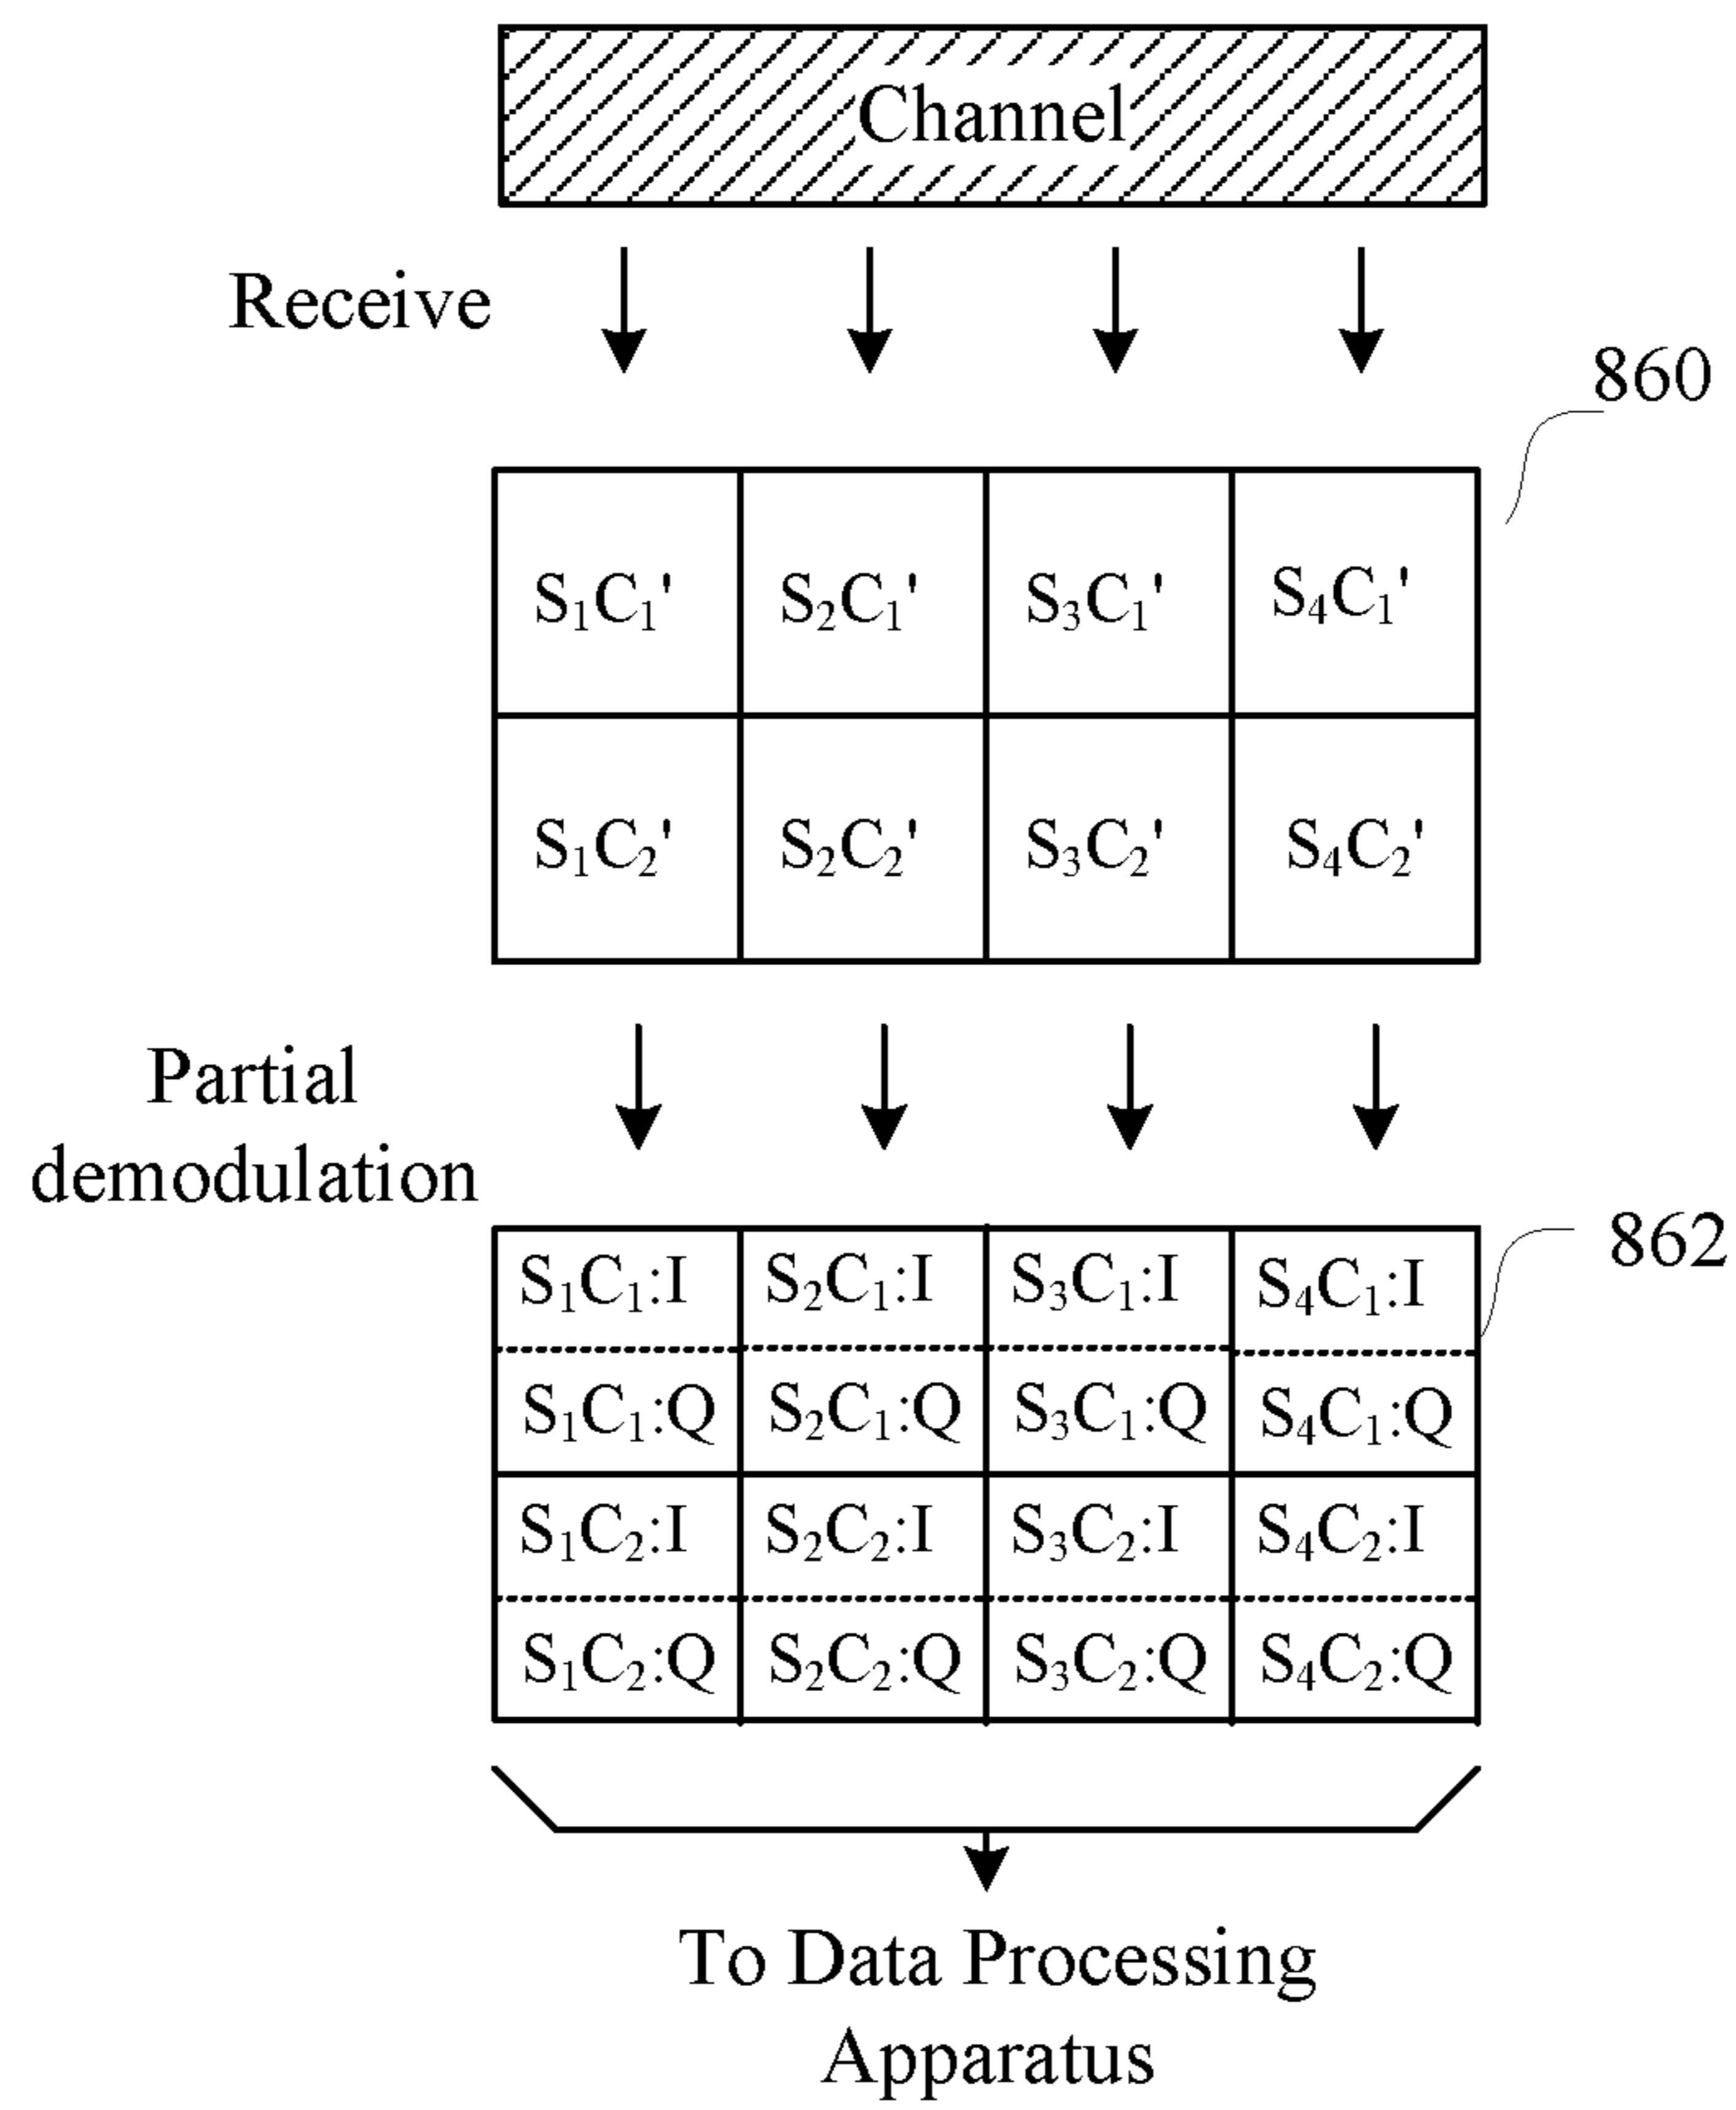 Channel
Receive
860
S₁C₁' S₂C₁' S₃C₁' S₄C₁'
S₁C₂' S₂C₂' S₃C₂' S₄C₂'
Partial
demodulation
862
S₁C₁:I S₂C₁:I S₃C₁:I S₄C₁:I
S₁C₁:Q S₂C₁:Q S₃C₁:Q S₄C₁:Q
S₁C₂:I S₂C₂:I S₃C₂:I S₄C₂:I
S₁C₂:Q S₂C₂:Q S₃C₂:Q S₄C₂:Q
To Data Processing
Apparatus